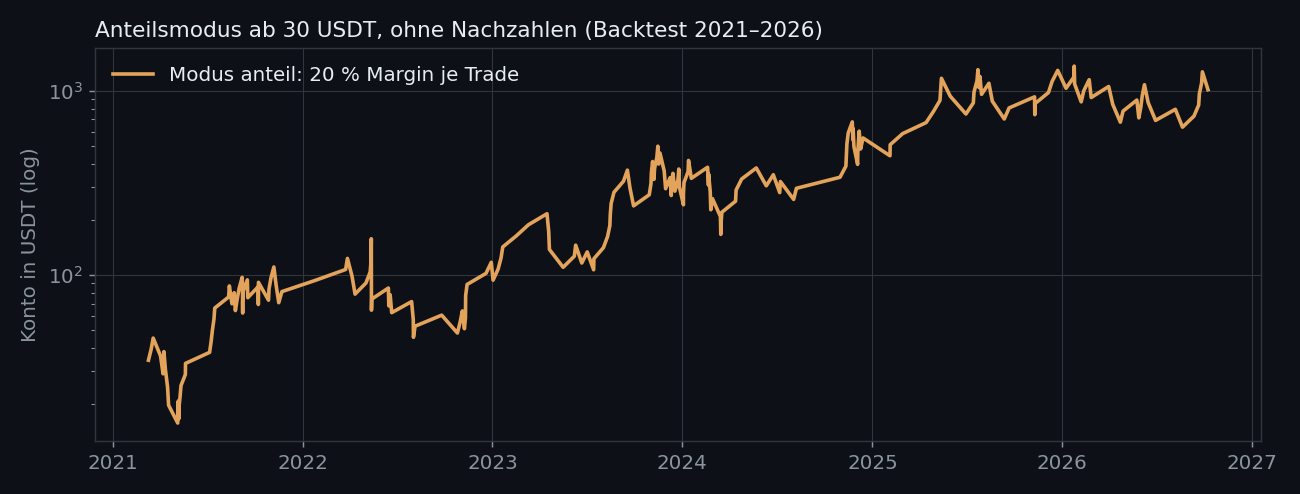 Anteilsmodus ab 30 USDT, ohne Nachzahlen (Backtest 2021–2026)
Modus anteil: 20 % Margin je Trade
Konto in USDT (log)
10³
10²
2021 2022 2023 2024 2025 2026 2027